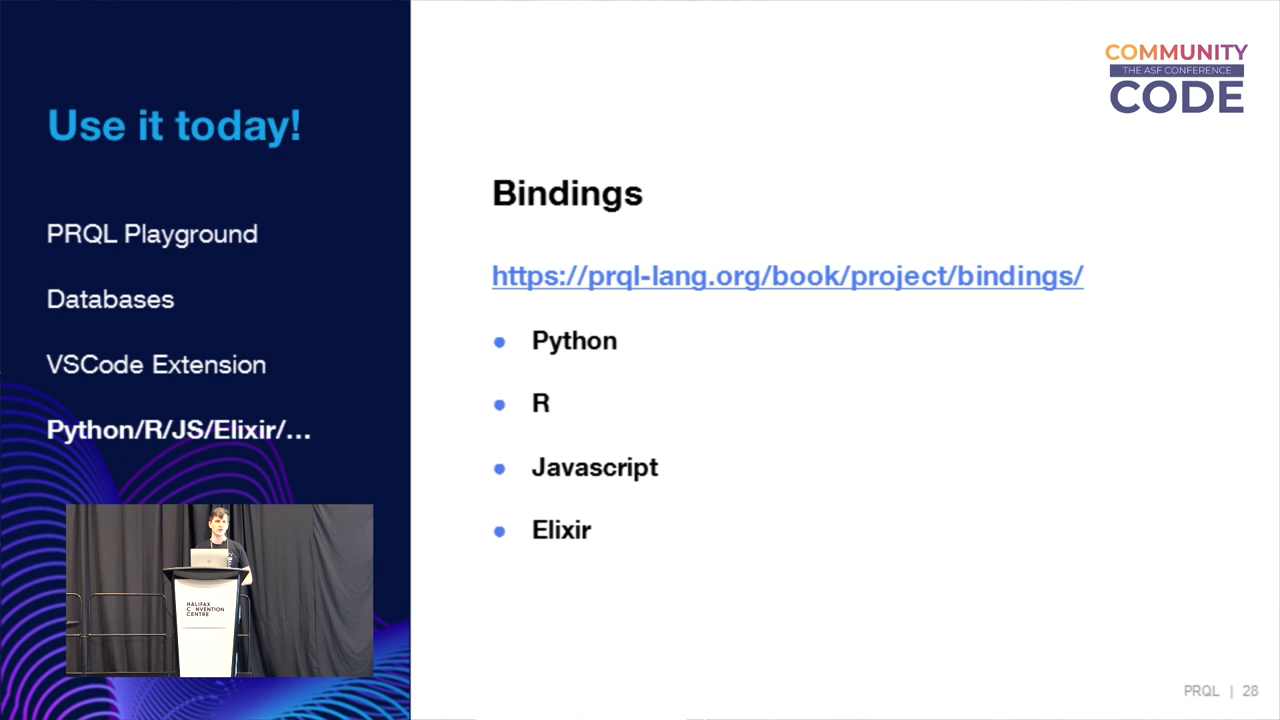 COMMUNITY
THE ASF CONFERENCE
CODE
Use it today!
PRQL Playground
Databases
VSCode Extension
Python/R/JS/Elixir/...
Bindings
https://prql-lang.org/book/project/bindings/
Python
R
Javascript
Elixir
HALIFAX
CONVENTION
CENTRE
PRQL | 28